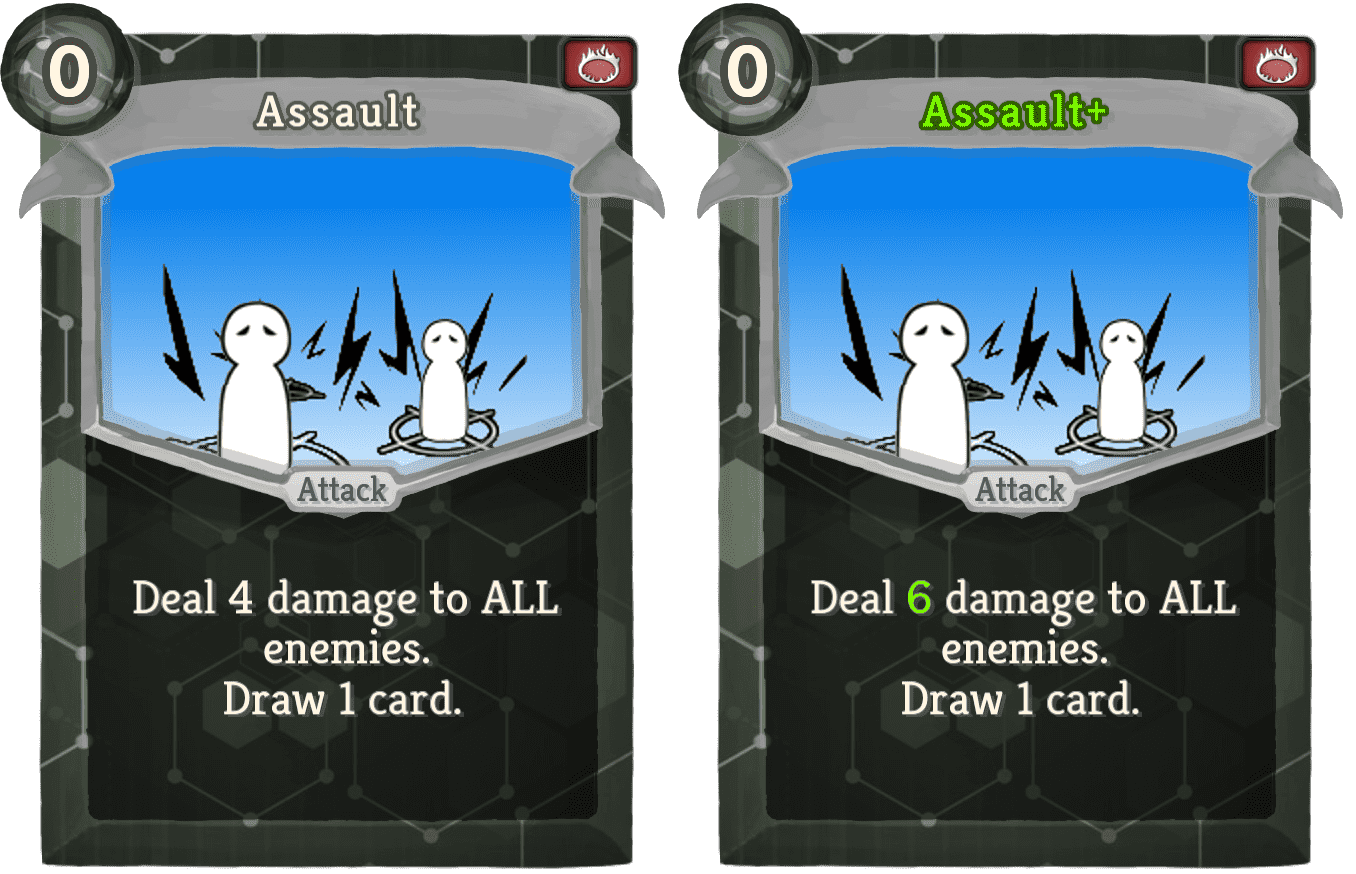 0
Assault
Attack
Deal 4 damage to ALL
enemies.
Draw 1 card.
0
Assault+
Attack
Deal 6 damage to ALL
enemies.
Draw 1 card.